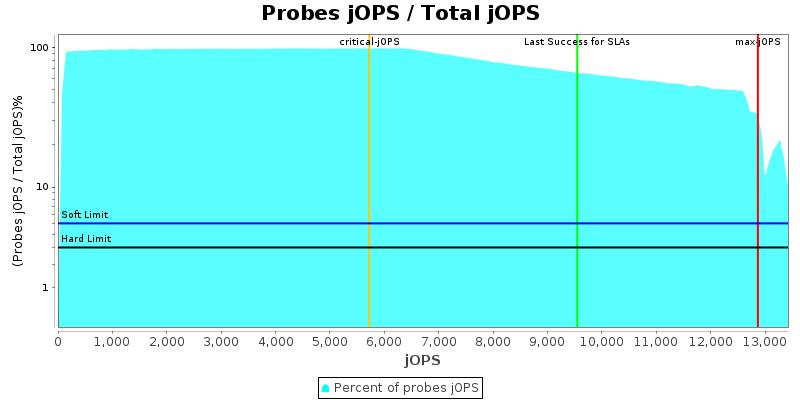 Probes jOPS / Total jOPS
critical-jOPS
Last Success for SLAs
max-jOPS
(Probes jOPS / Total jOPS)%
100
10
1
Soft Limit
Hard Limit
0
1,000
2,000
3,000
4,000
5,000
6,000
7,000
8,000
9,000
10,000
11,000
12,000
13,000
jOPS
Percent of probes jOPS